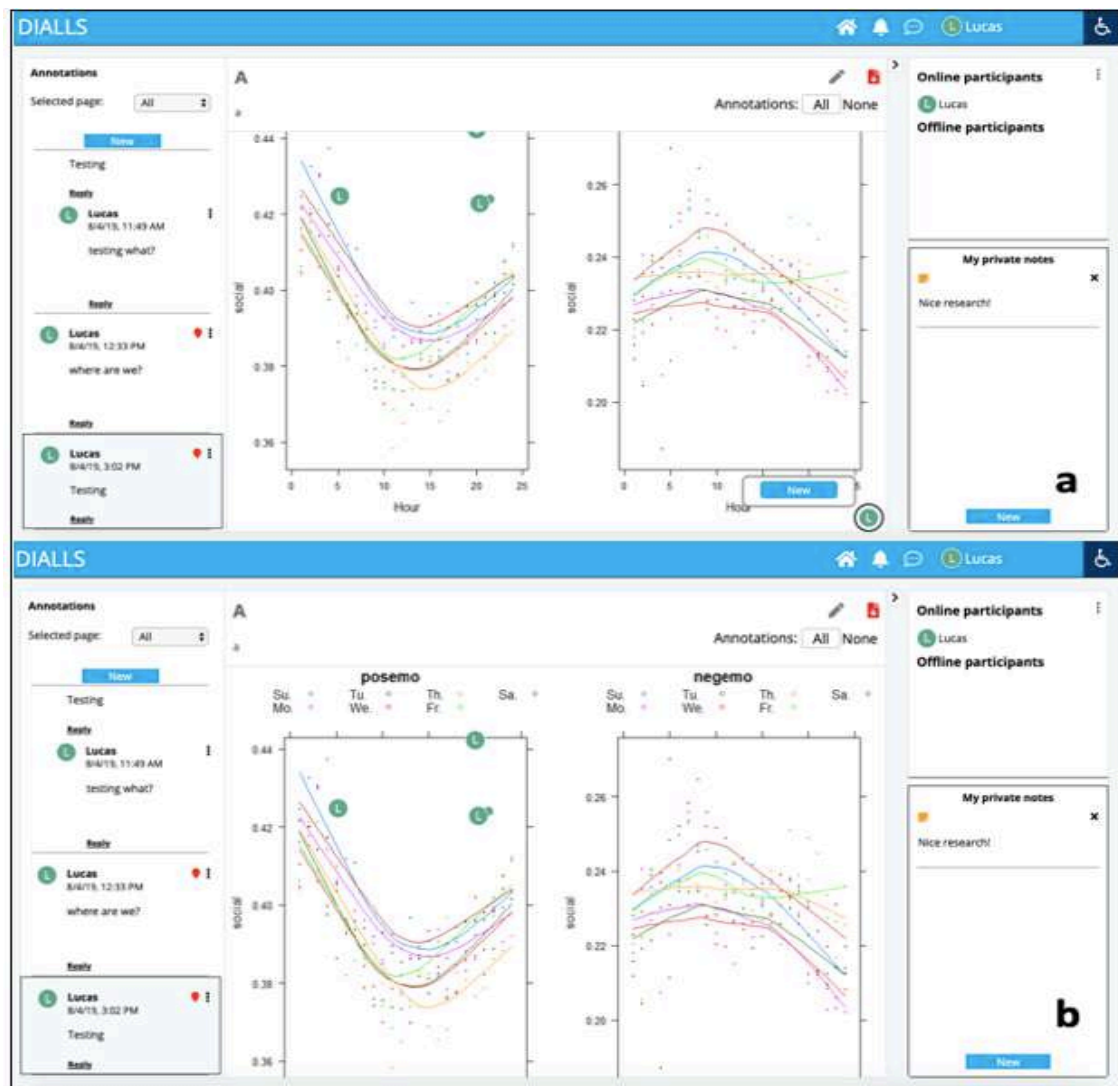 DIALLS
Lucas
Annotations
Selected page: All
New
Testing
Reply
Lucas
8/4/19, 11:49 AM
testing what?
Reply
Lucas
8/4/19, 12:33 PM
where are we?
Reply
Lucas
8/4/19, 3:02 PM
Testing
Reply
A
a
Annotations: All None
0.44
0.42
0.40
0.38
0.36
social
0 5 10 15 20 25
Hour
L
L
0.26
0.24
0.22
0.20
social
0 5 10 5
Hour
New
L
Online participants
L Lucas
Offline participants
My private notes
Nice research!
New
a
DIALLS
Lucas
Annotations
Selected page: All
New
Testing
Reply
Lucas
8/4/19, 11:49 AM
testing what?
Reply
Lucas
8/4/19, 12:33 PM
where are we?
Reply
Lucas
8/4/19, 3:02 PM
Testing
Reply
A
a
Annotations: All None
posemo
Su. Tu. Th. Sa.
Mo. We. Fr.
0.44
0.42
0.40
0.38
0.36
social
L
L
L
negemo
Su. Tu. Th. Sa.
Mo. We. Fr.
0.26
0.24
0.22
0.20
social
Online participants
L Lucas
Offline participants
My private notes
Nice research!
New
b